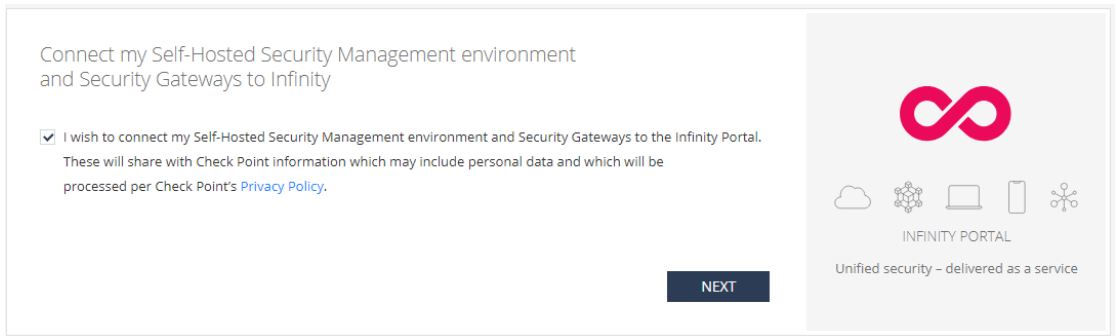 Connect my Self-Hosted Security Management environment
and Security Gateways to Infinity
I wish to connect my Self-Hosted Security Management environment and Security Gateways to the Infinity Portal.
These will share with Check Point information which may include personal data and which will be
processed per Check Point's Privacy Policy.
NEXT
INFINITY PORTAL
Unified security – delivered as a service